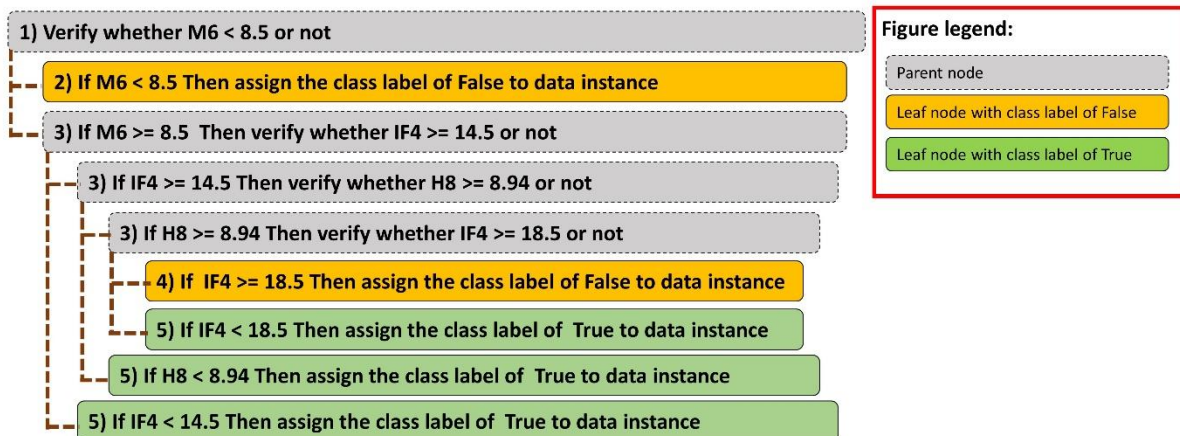 1) Verify whether M6 < 8.5 or not
2) If M6 < 8.5 Then assign the class label of False to data instance
3) If M6 >= 8.5 Then verify whether IF4 >= 14.5 or not
3) If IF4 >= 14.5 Then verify whether H8 >= 8.94 or not
3) If H8 >= 8.94 Then verify whether IF4 >= 18.5 or not
4) If IF4 >= 18.5 Then assign the class label of False to data instance
5) If IF4 < 18.5 Then assign the class label of True to data instance
5) If H8 < 8.94 Then assign the class label of True to data instance
5) If IF4 < 14.5 Then assign the class label of True to data instance
Figure legend:
Parent node
Leaf node with class label of False
Leaf node with class label of True